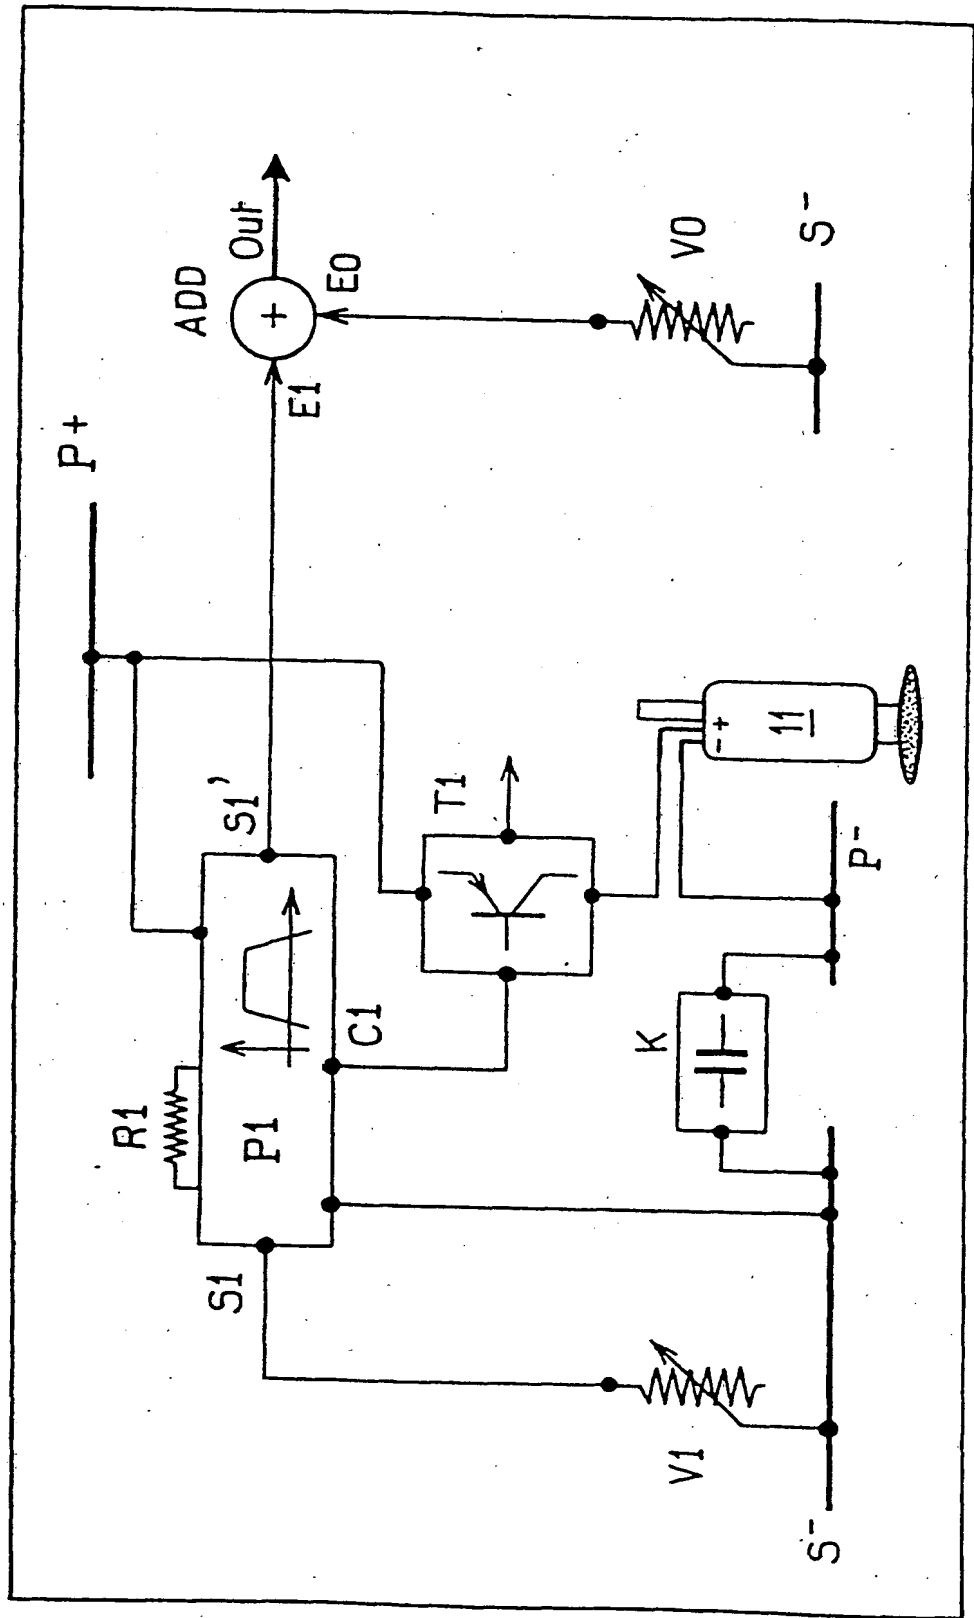 P+
ADD
Out
+
E1
E0
R1
S1
P1
S1'
C1
T1
V0
S-
K
- +
11
V1
P-
S-